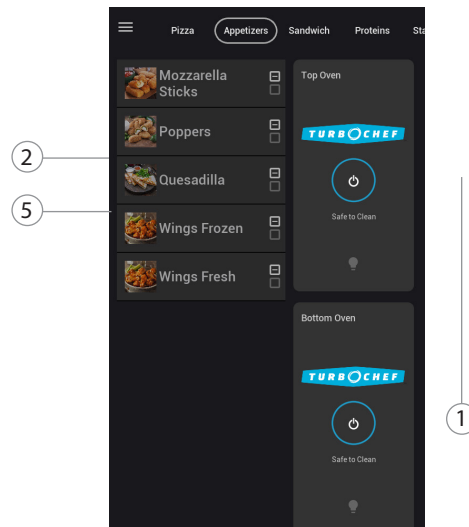 Pizza Appetizers Sandwich Proteins Sta
Mozzarella
Sticks
Poppers
Quesadilla
Wings Frozen
Wings Fresh
Top Oven
TURBOCHEF
Safe to Clean
Bottom Oven
TURBOCHEF
Safe to Clean
2
5
1